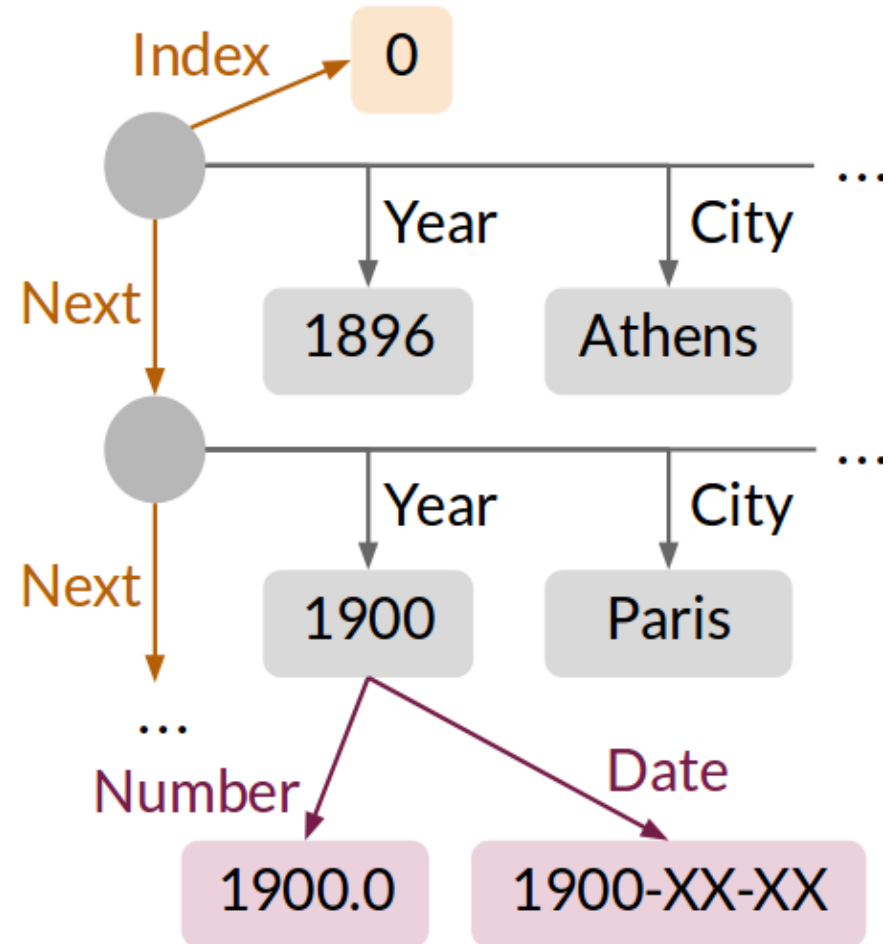 Index 0
...
Year City
Next
1896 Athens
...
Year City
Next
1900 Paris
...
Date
Number
1900.0 1900-XX-XX